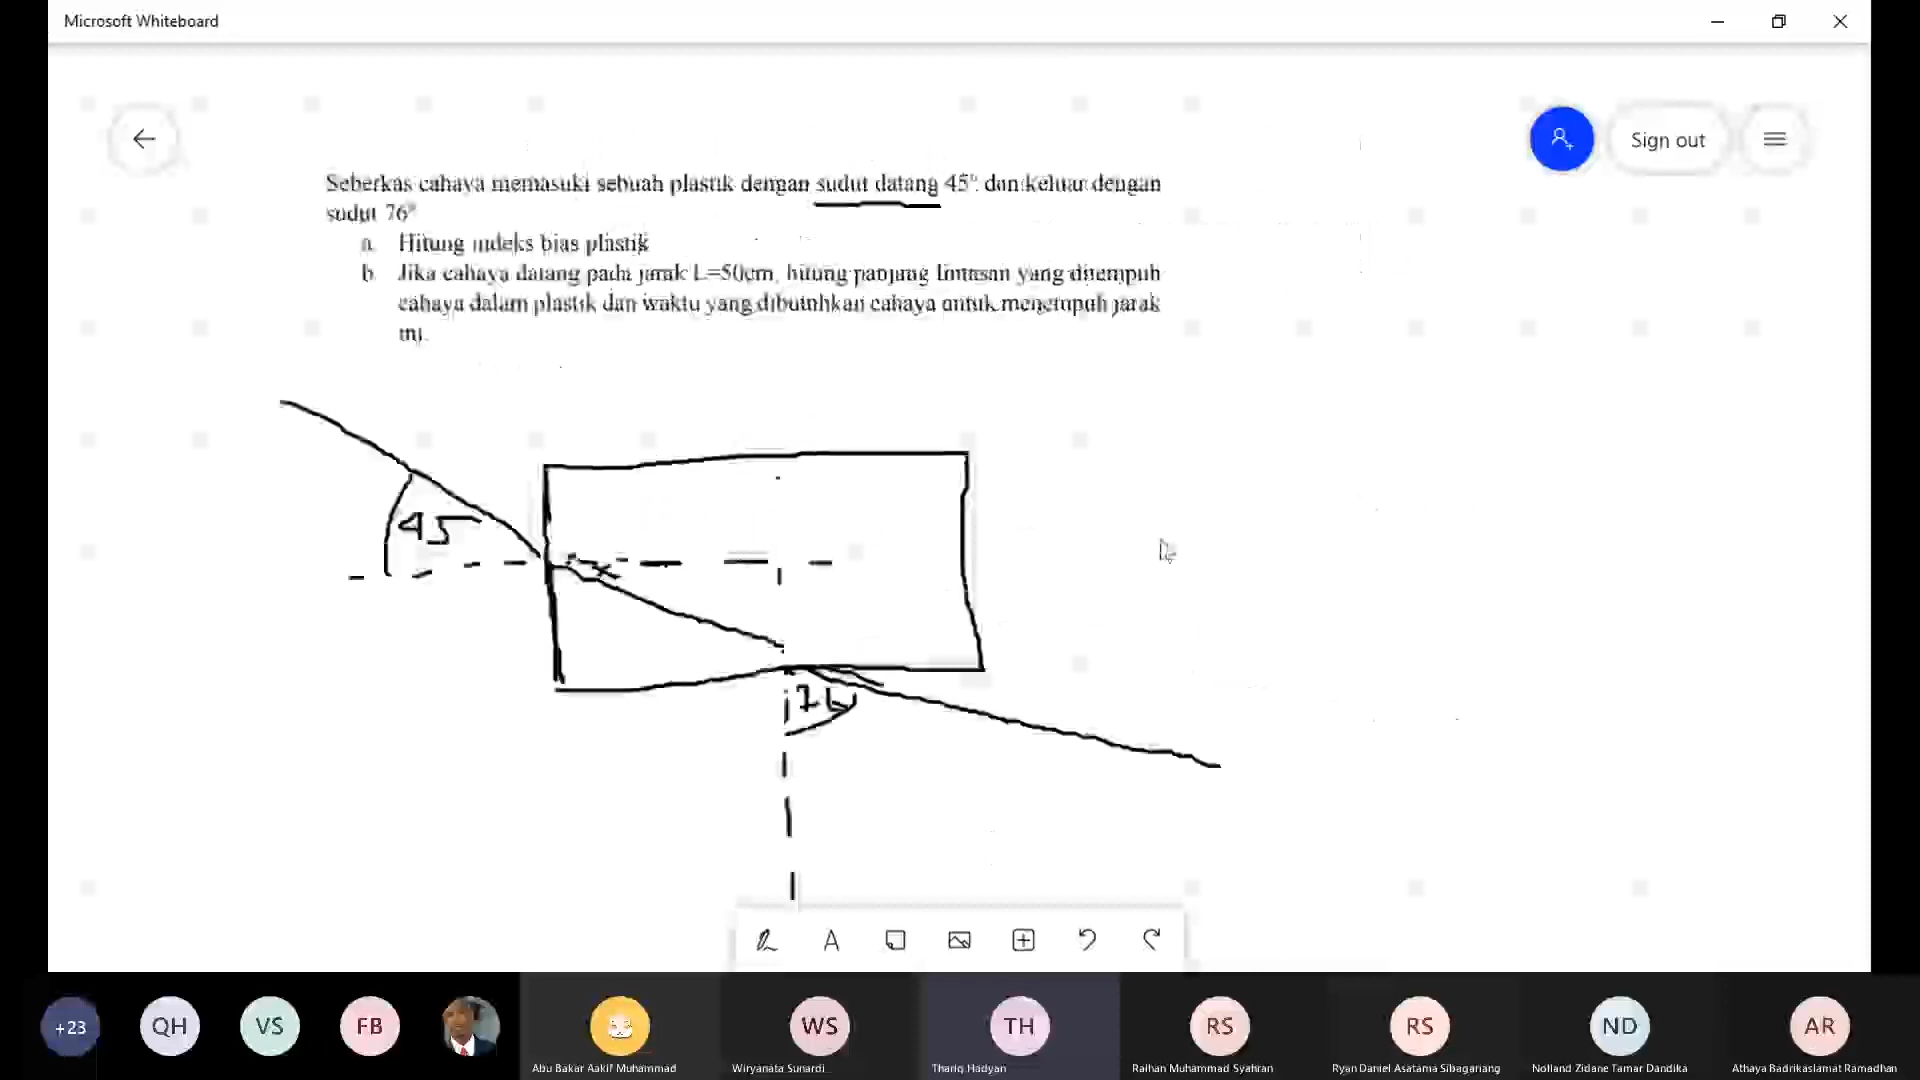 Microsoft Whiteboard
Sign out
Seberkas cahaya memasuki sebuah plastik dengan sudut datang 45° dan keluar dengan
sudut 76°
a. Hitung indeks bias plastik
b. Jika cahaya datang pada jarak L=50cm, hitung panjang lintasan yang ditempuh
cahaya dalam plastik dan waktu yang dibutuhkan cahaya untuk menempuh jarak
ini.
45
x
76
+23
QH
VS
FB
WS
TH
RS
RS
ND
AR
Abu Bakar Aakif Muhammad
Wiryanata Sunardi...
Thariq Hadyan
Raihan Muhammad Syahran
Ryan Daniel Asatama Sibagariang
Nolland Zidane Tamar Dandika
Athaya Badrikaslamat Ramadhan